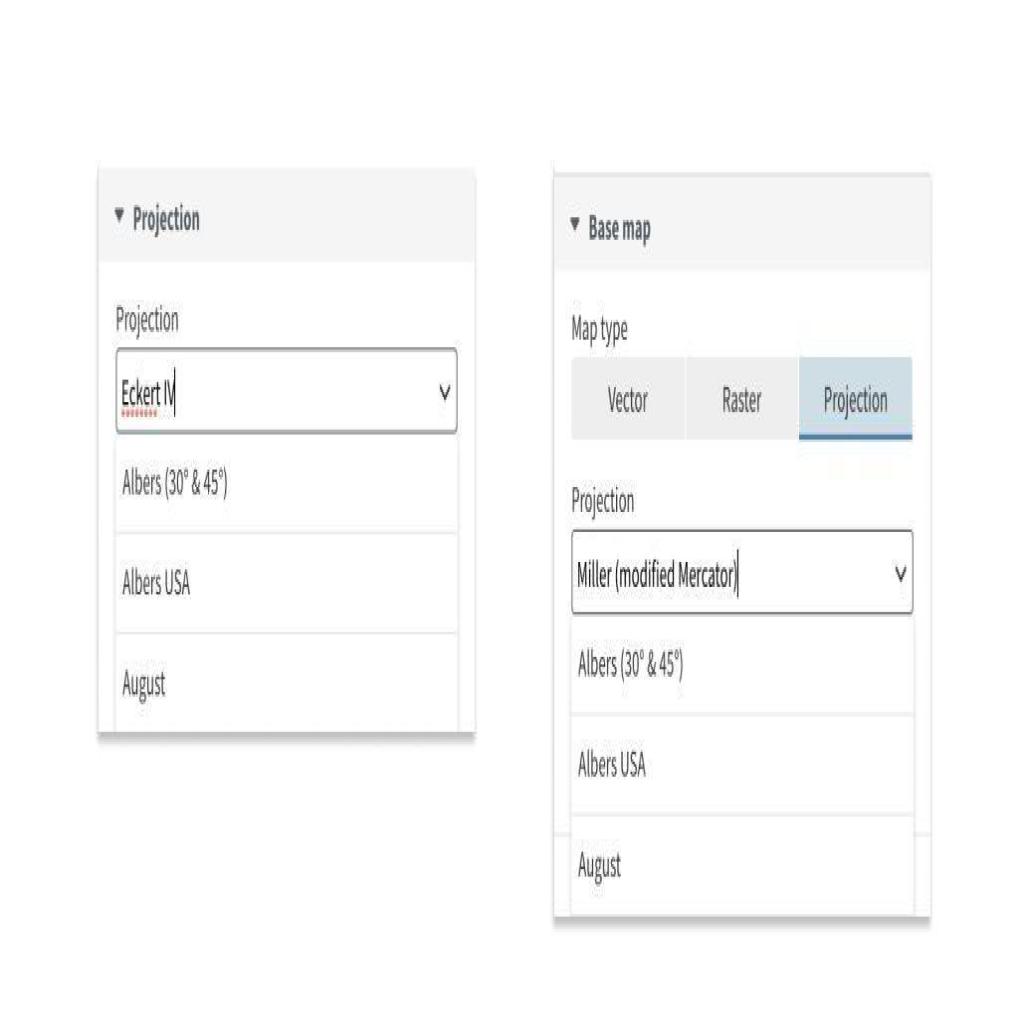 Projection
Projection
Eckert IV
Albers (30° & 45°)
Albers USA
August
Base map
Map type
Vector Raster Projection
Projection
Miller (modified Mercator)
Albers (30° & 45°)
Albers USA
August